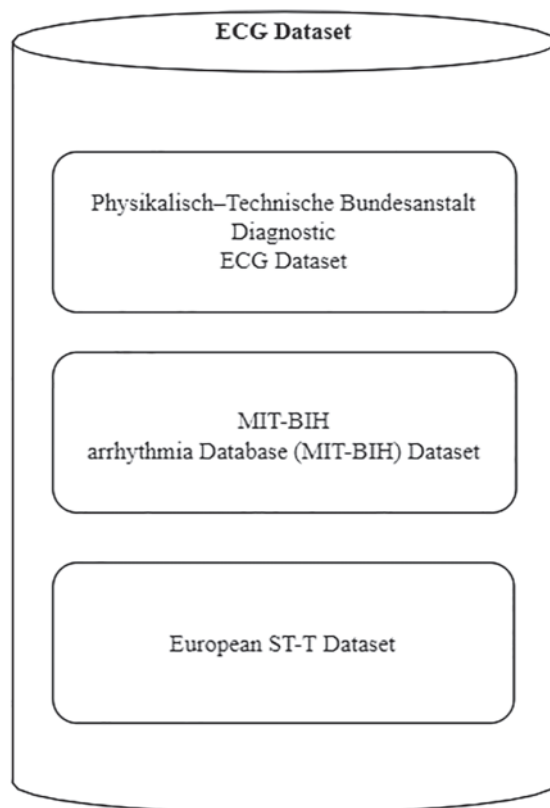 ECG Dataset
Physikalisch–Technische Bundesanstalt
Diagnostic
ECG Dataset
MIT-BIH
arrhythmia Database (MIT-BIH) Dataset
European ST-T Dataset